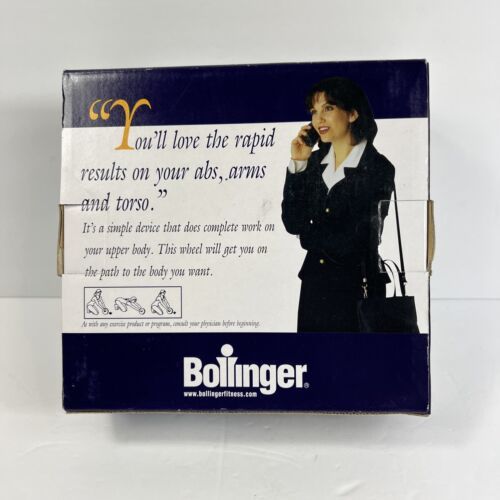 “You'll love the rapid
results on your abs, arms
and torso.”
It's a simple device that does complete work on
your upper body. This wheel will get you on
the path to the body you want.
As with any exercise product or program, consult your physician before beginning.
Bollinger®
www.bollingerfitness.com